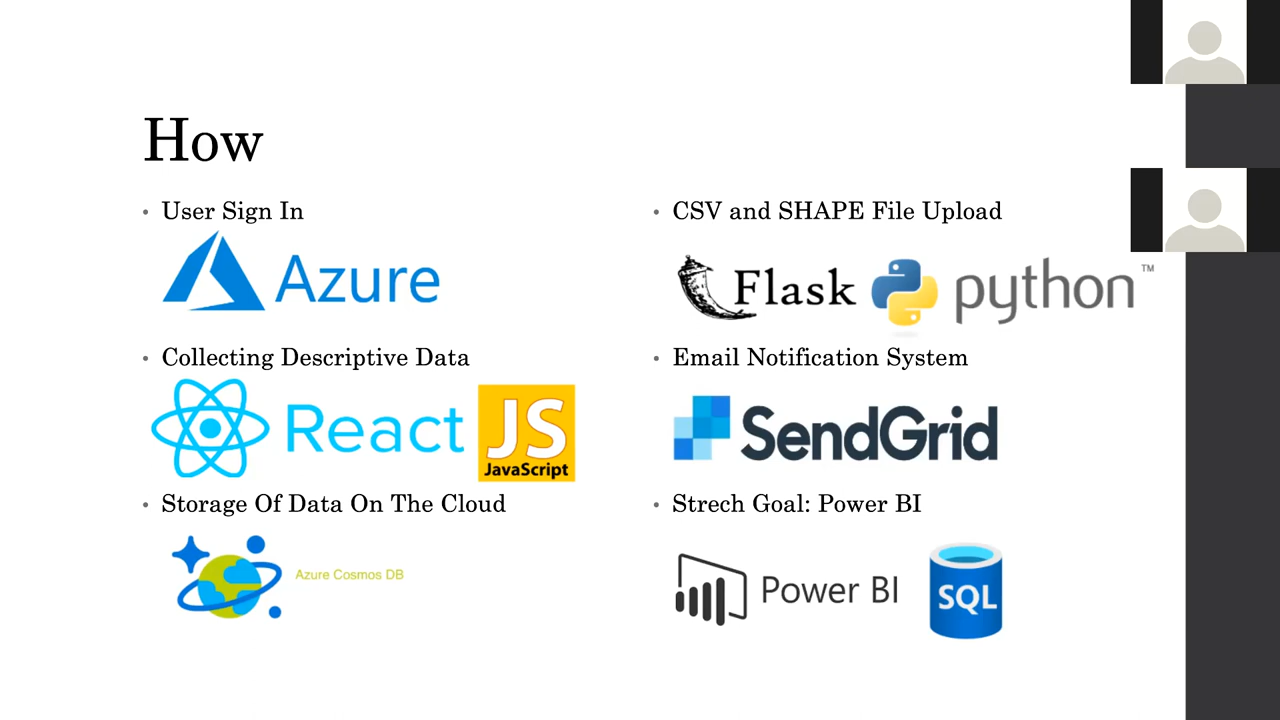 How
• User Sign In
Azure
• Collecting Descriptive Data
React
JS
JavaScript
• Storage Of Data On The Cloud
Azure Cosmos DB
• CSV and SHAPE File Upload
Flask
python™
• Email Notification System
SendGrid
• Strech Goal: Power BI
Power BI
SQL